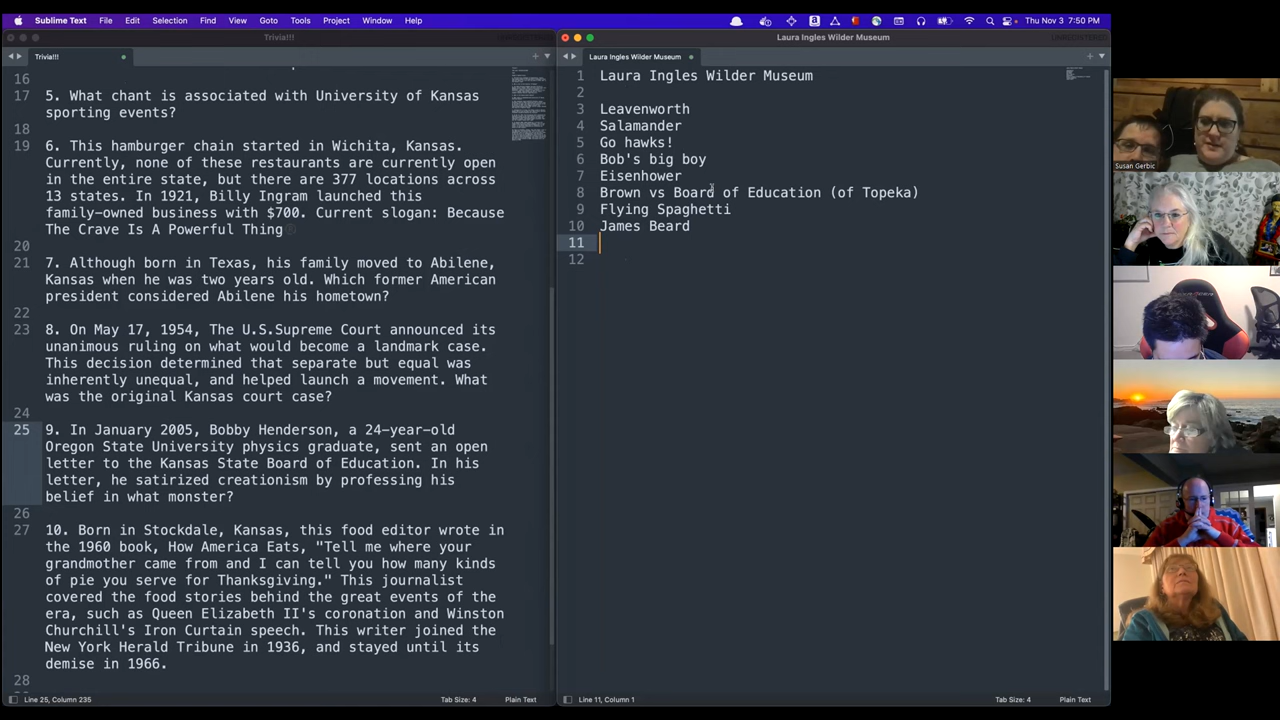 Sublime Text File Edit Selection Find View Goto Tools Project Window Help
Thu Nov 3 7:50 PM
Trivia!!!
Laura Ingles Wilder Museum
UNREGISTERED
Trivia!!!
Laura Ingles Wilder Museum
16
17 5. What chant is associated with University of Kansas
sporting events?
18
19 6. This hamburger chain started in Wichita, Kansas.
Currently, none of these restaurants are currently open
in the entire state, but there are 377 locations across
13 states. In 1921, Billy Ingram launched this
family-owned business with $700. Current slogan: Because
The Crave Is A Powerful Thing
20
21 7. Although born in Texas, his family moved to Abilene,
Kansas when he was two years old. Which former American
president considered Abilene his hometown?
22
23 8. On May 17, 1954, The U.S.Supreme Court announced its
unanimous ruling on what would become a landmark case.
This decision determined that separate but equal was
inherently unequal, and helped launch a movement. What
was the original Kansas court case?
24
25 9. In January 2005, Bobby Henderson, a 24-year-old
Oregon State University physics graduate, sent an open
letter to the Kansas State Board of Education. In his
letter, he satirized creationism by professing his
belief in what monster?
26
27 10. Born in Stockdale, Kansas, this food editor wrote in
the 1960 book, How America Eats, "Tell me where your
grandmother came from and I can tell you how many kinds
of pie you serve for Thanksgiving." This journalist
covered the food stories behind the great events of the
era, such as Queen Elizabeth II's coronation and Winston
Churchill's Iron Curtain speech. This writer joined the
New York Herald Tribune in 1936, and stayed until its
demise in 1966.
28
Line 25, Column 235
Tab Size: 4
Plain Text
1 Laura Ingles Wilder Museum
2
3 Leavenworth
4 Salamander
5 Go hawks!
6 Bob's big boy
7 Eisenhower
8 Brown vs Board of Education (of Topeka)
9 Flying Spaghetti
10 James Beard
11
12
Line 11, Column 1
Tab Size: 4
Plain Text
Susan Gerbic